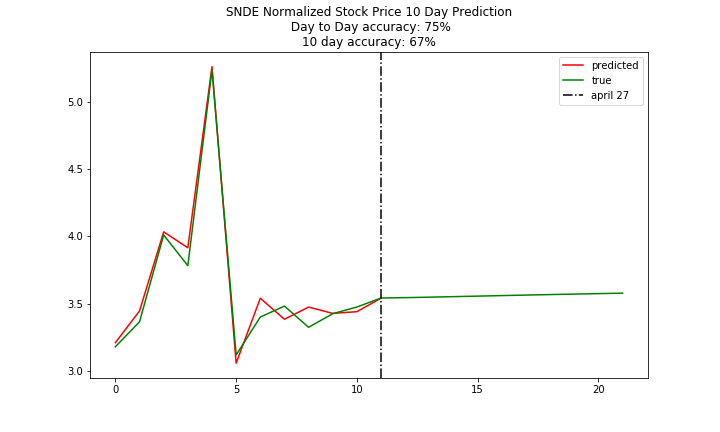 SNDE Normalized Stock Price 10 Day Prediction
Day to Day accuracy: 75%
10 day accuracy: 67%
predicted
true
april 27
5.0
4.5
4.0
3.5
3.0
0
5
10
15
20